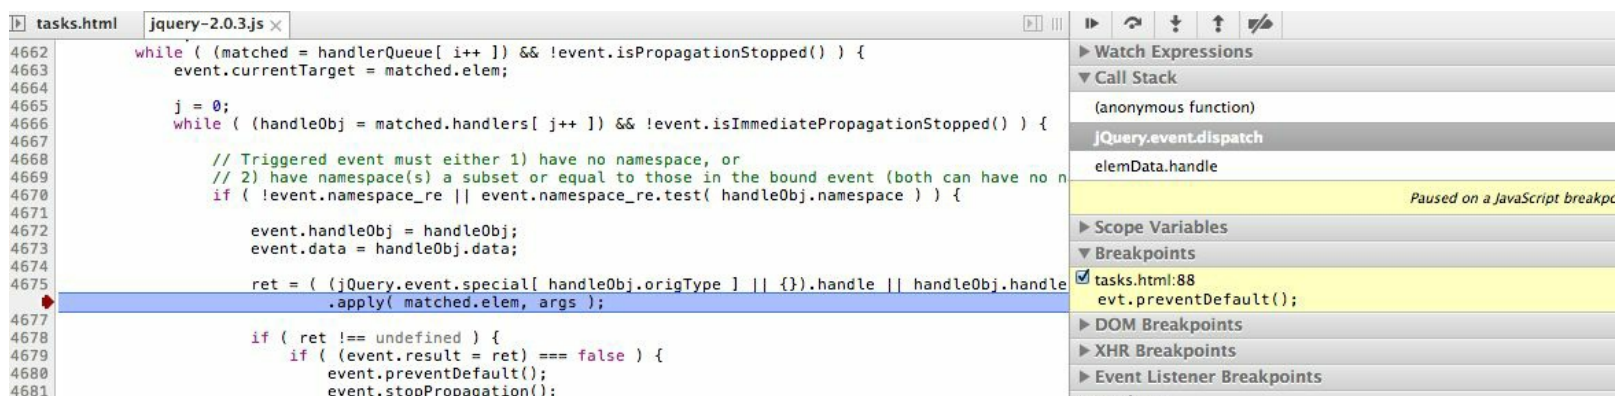 tasks.html jquery-2.0.3.js ×
4662 while ( (matched = handlerQueue[ i++ ]) && !event.isPropagationStopped() ) {
4663 event.currentTarget = matched.elem;
4664
4665 j = 0;
4666 while ( (handleObj = matched.handlers[ j++ ]) && !event.isImmediatePropagationStopped() ) {
4667
4668 // Triggered event must either 1) have no namespace, or
4669 // 2) have namespace(s) a subset or equal to those in the bound event (both can have no n
4670 if ( !event.namespace_re || event.namespace_re.test( handleObj.namespace ) ) {
4671
4672 event.handleObj = handleObj;
4673 event.data = handleObj.data;
4674
4675 ret = ( (jQuery.event.special[ handleObj.origType ] || {}).handle || handleObj.handle
.apply( matched.elem, args );
4677
4678 if ( ret !== undefined ) {
4679 if ( (event.result = ret) === false ) {
4680 event.preventDefault();
4681 event.stopPropagation();
Watch Expressions
Call Stack
(anonymous function)
jQuery.event.dispatch
elemData.handle
Paused on a JavaScript breakpo
Scope Variables
Breakpoints
tasks.html:88
evt.preventDefault();
DOM Breakpoints
XHR Breakpoints
Event Listener Breakpoints